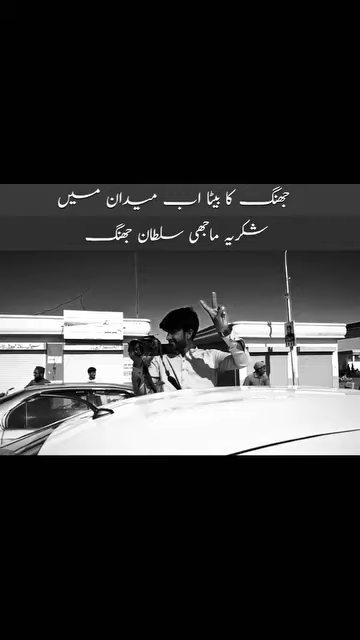 جھنگ کا بیٹا اب میدان میں
شکریہ ماجھی سلطان جھنگ